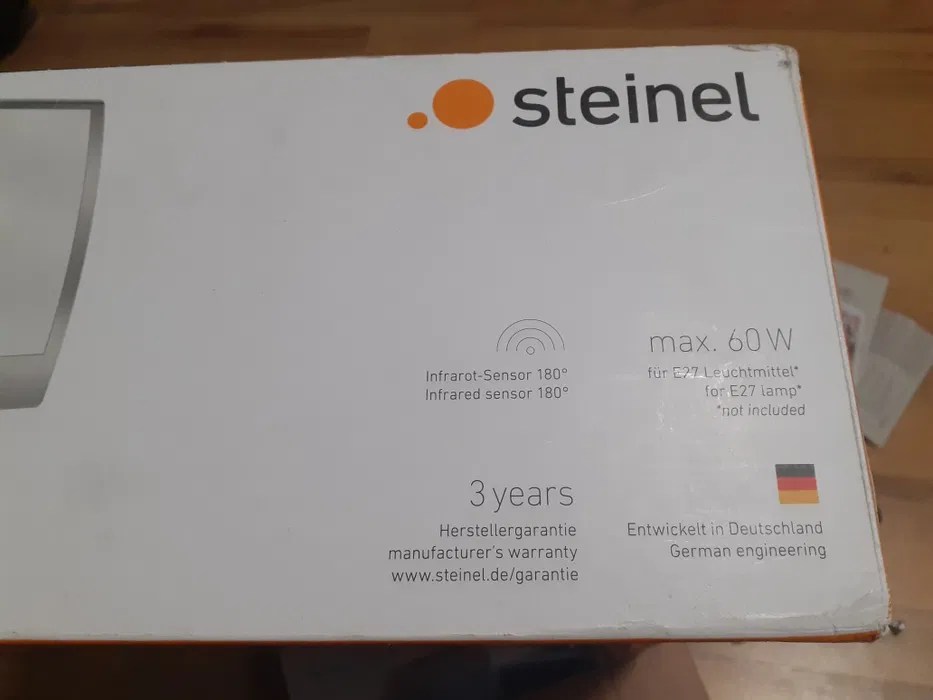 steinel
Infrarot-Sensor 180°
Infrared sensor 180°
max. 60 W
für E27 Leuchtmittel*
for E27 lamp*
*not included
3 years
Herstellergarantie
manufacturer's warranty
www.steinel.de/garantie
Entwickelt in Deutschland
German engineering